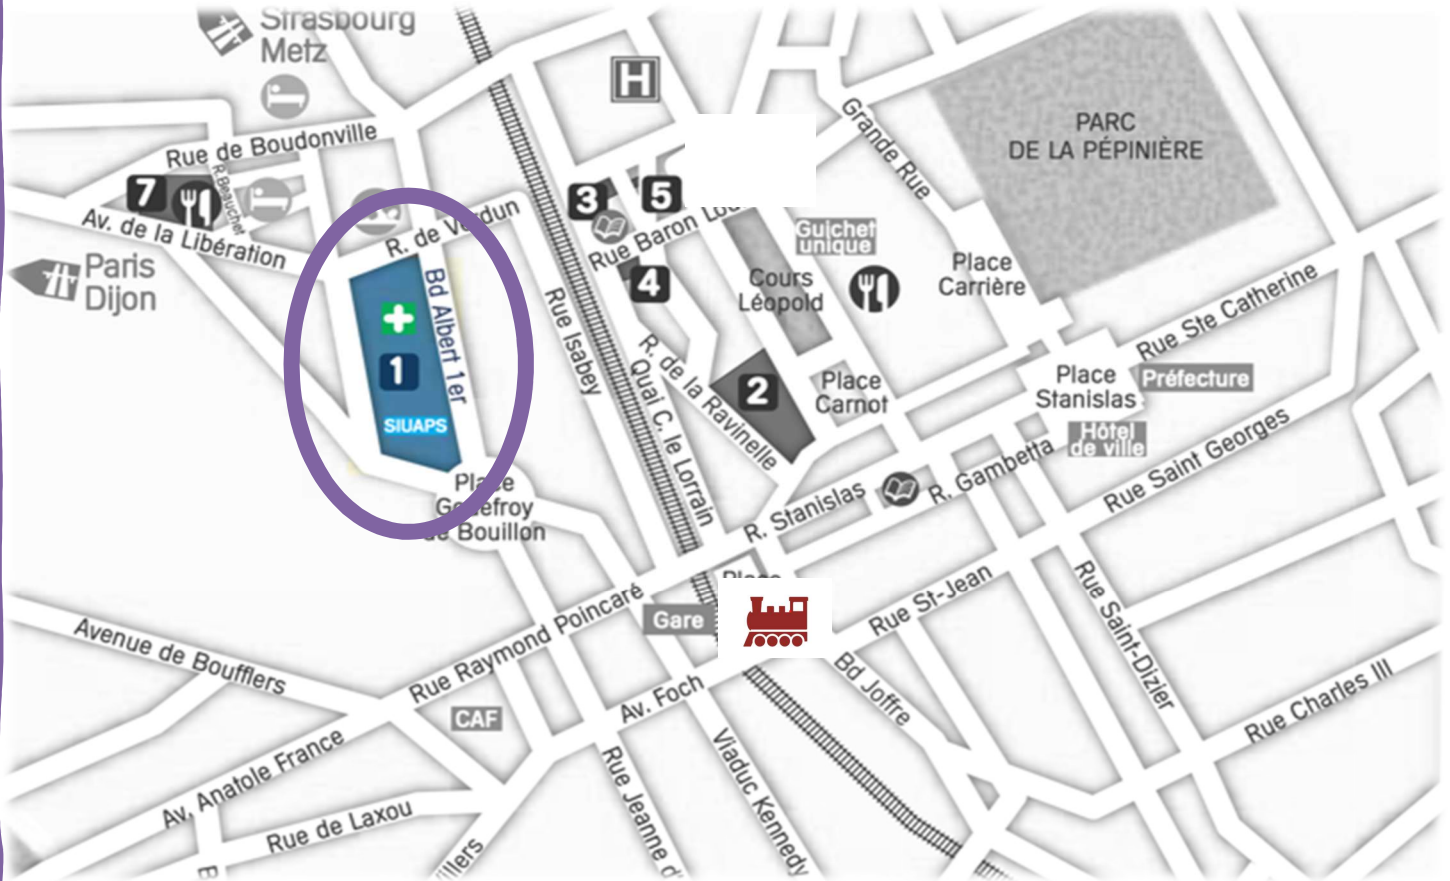 Strasbourg
Metz
H
Grande Rue
PARC
DE LA PÉPINIÈRE
Rue de Boudonville
R. Beauchet
7
3
5
Av. de la Libération
R. de Verdun
Rue Baron
Guichet
unique
Paris
Dijon
Bd Albert 1er
4
Cours
Léopold
Place
Carrière
Rue Ste Catherine
1
Rue Isabey
R. de la Ravinelle
Quai C. le Lorrain
2
Place
Carnot
Place
Stanislas
Préfecture
SIUAPS
Hôtel
de ville
Rue Saint Georges
Place
Godefroy
de Bouillon
R. Stanislas
R. Gambetta
Place
Gare
Rue St-Jean
Rue Saint-Dizier
Avenue de Boufflers
Rue Raymond Poincaré
Bd Joffre
CAF
Av. Foch
Rue Charles III
Av. Anatole France
Viaduc Kennedy
Rue Jeanne d'
Rue de Laxou
illers